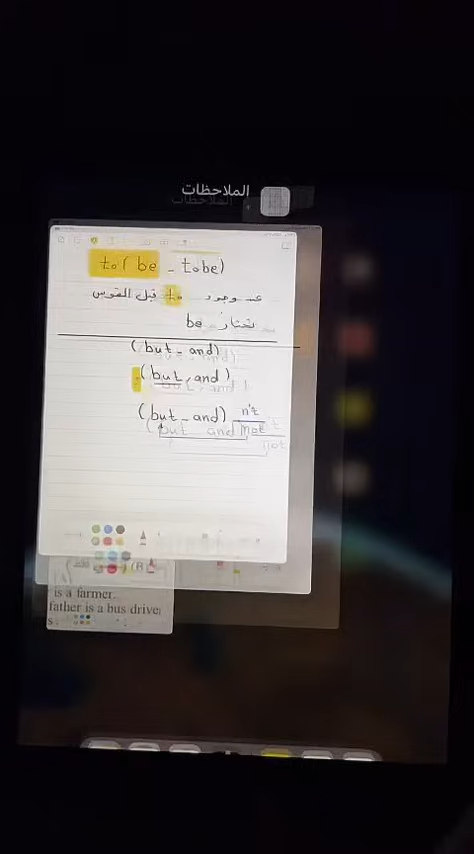 الملاحظات
to ( be - to be)
عند وجود to قبل القوس
نختار be
(but - and)
. (but, and)
(but - and) n't
not
is a farmer.
father is a bus driver
s